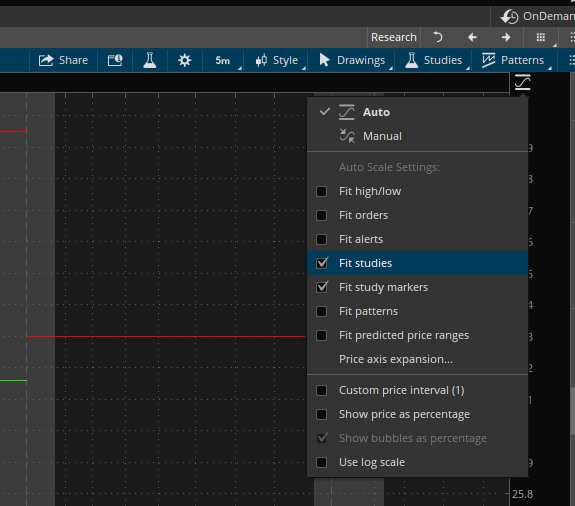 OnDeman
Research
Share 5m Style Drawings Studies Patterns
Auto
Manual
Auto Scale Settings:
Fit high/low
Fit orders
Fit alerts
Fit studies
Fit study markers
Fit patterns
Fit predicted price ranges
Price axis expansion...
Custom price interval (1)
Show price as percentage
Show bubbles as percentage
Use log scale
9
8
7
6
5
4
3
2
1
9
25.8